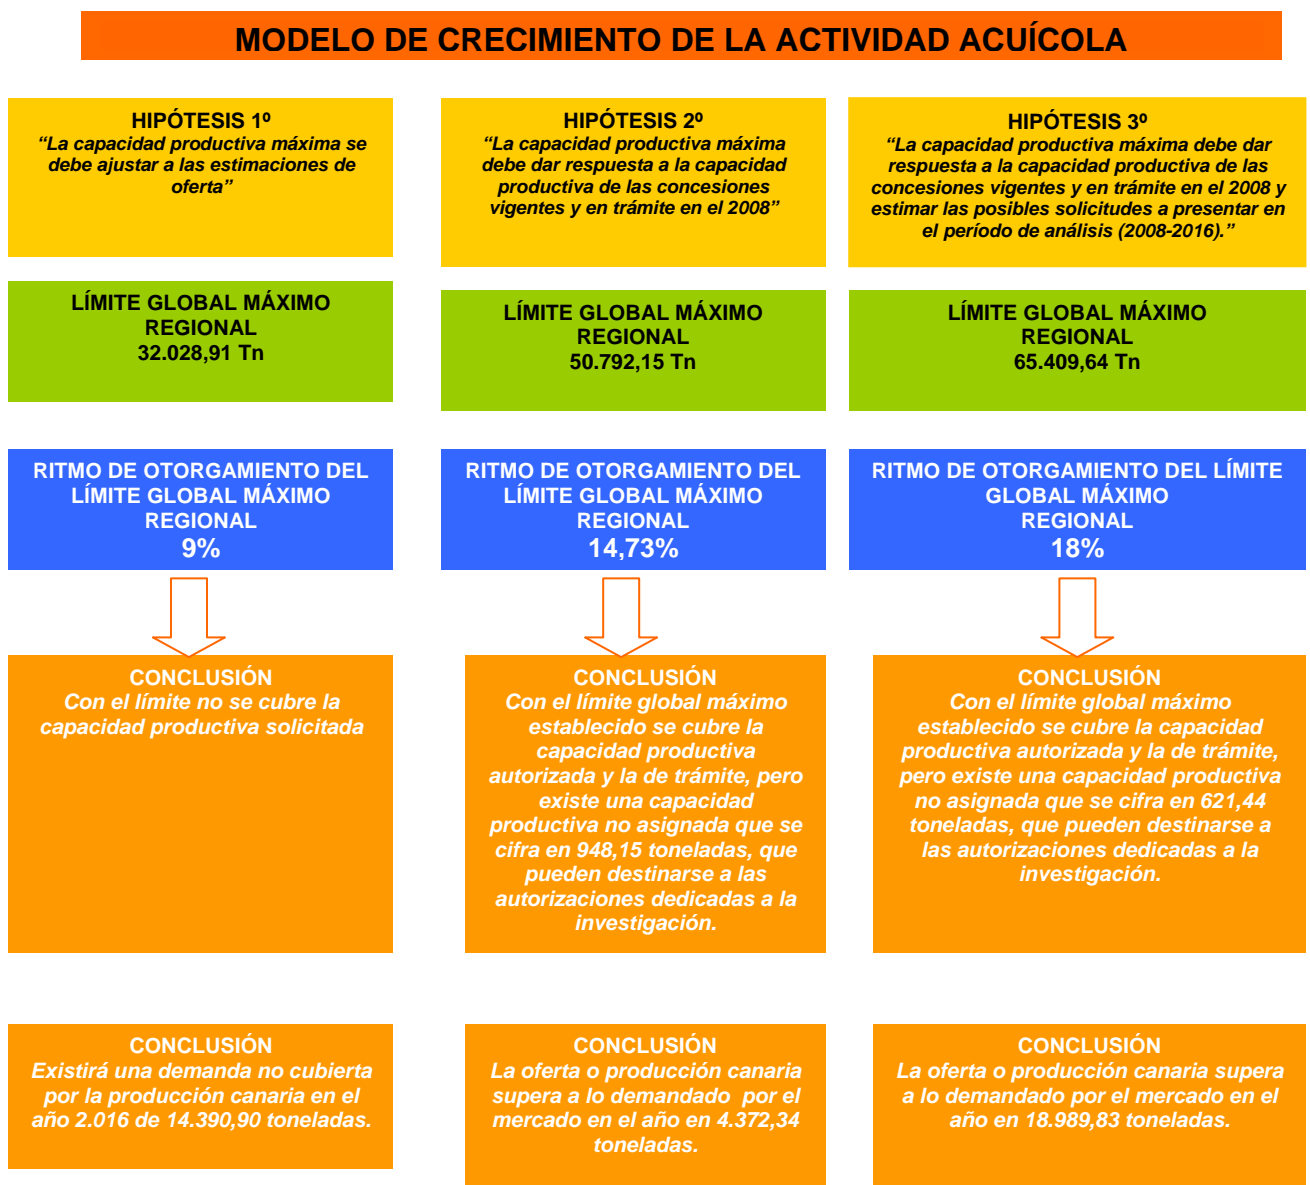 MODELO DE CRECIMIENTO DE LA ACTIVIDAD ACUÍCOLA
HIPÓTESIS 1º
“La capacidad productiva máxima se
debe ajustar a las estimaciones de
oferta”
HIPÓTESIS 2º
“La capacidad productiva máxima
debe dar respuesta a la capacidad
productiva de las concesiones
vigentes y en trámite en el 2008”
HIPÓTESIS 3º
“La capacidad productiva máxima debe dar
respuesta a la capacidad productiva de las
concesiones vigentes y en trámite en el 2008 y
estimar las posibles solicitudes a presentar en
el período de análisis (2008-2016).”
LÍMITE GLOBAL MÁXIMO
REGIONAL
32.028,91 Tn
LÍMITE GLOBAL MÁXIMO
REGIONAL
50.792,15 Tn
LÍMITE GLOBAL MÁXIMO
REGIONAL
65.409,64 Tn
RITMO DE OTORGAMIENTO DEL
LÍMITE GLOBAL MÁXIMO
REGIONAL
9%
RITMO DE OTORGAMIENTO DEL
LÍMITE GLOBAL MÁXIMO
REGIONAL
14,73%
RITMO DE OTORGAMIENTO DEL LÍMITE
GLOBAL MÁXIMO
REGIONAL
18%
CONCLUSIÓN
Con el límite no se cubre la
capacidad productiva solicitada
CONCLUSIÓN
Con el límite global máximo
establecido se cubre la
capacidad productiva
autorizada y la de trámite, pero
existe una capacidad
productiva no asignada que se
cifra en 948,15 toneladas, que
pueden destinarse a las
autorizaciones dedicadas a la
investigación.
CONCLUSIÓN
Con el límite global máximo
establecido se cubre la capacidad
productiva autorizada y la de trámite,
pero existe una capacidad productiva
no asignada que se cifra en 621,44
toneladas, que pueden destinarse a
las autorizaciones dedicadas a la
investigación.
CONCLUSIÓN
Existirá una demanda no cubierta
por la producción canaria en el
año 2.016 de 14.390,90 toneladas.
CONCLUSIÓN
La oferta o producción canaria
supera a lo demandado por el
mercado en el año en 4.372,34
toneladas.
CONCLUSIÓN
La oferta o producción canaria supera
a lo demandado por el mercado en el
año en 18.989,83 toneladas.